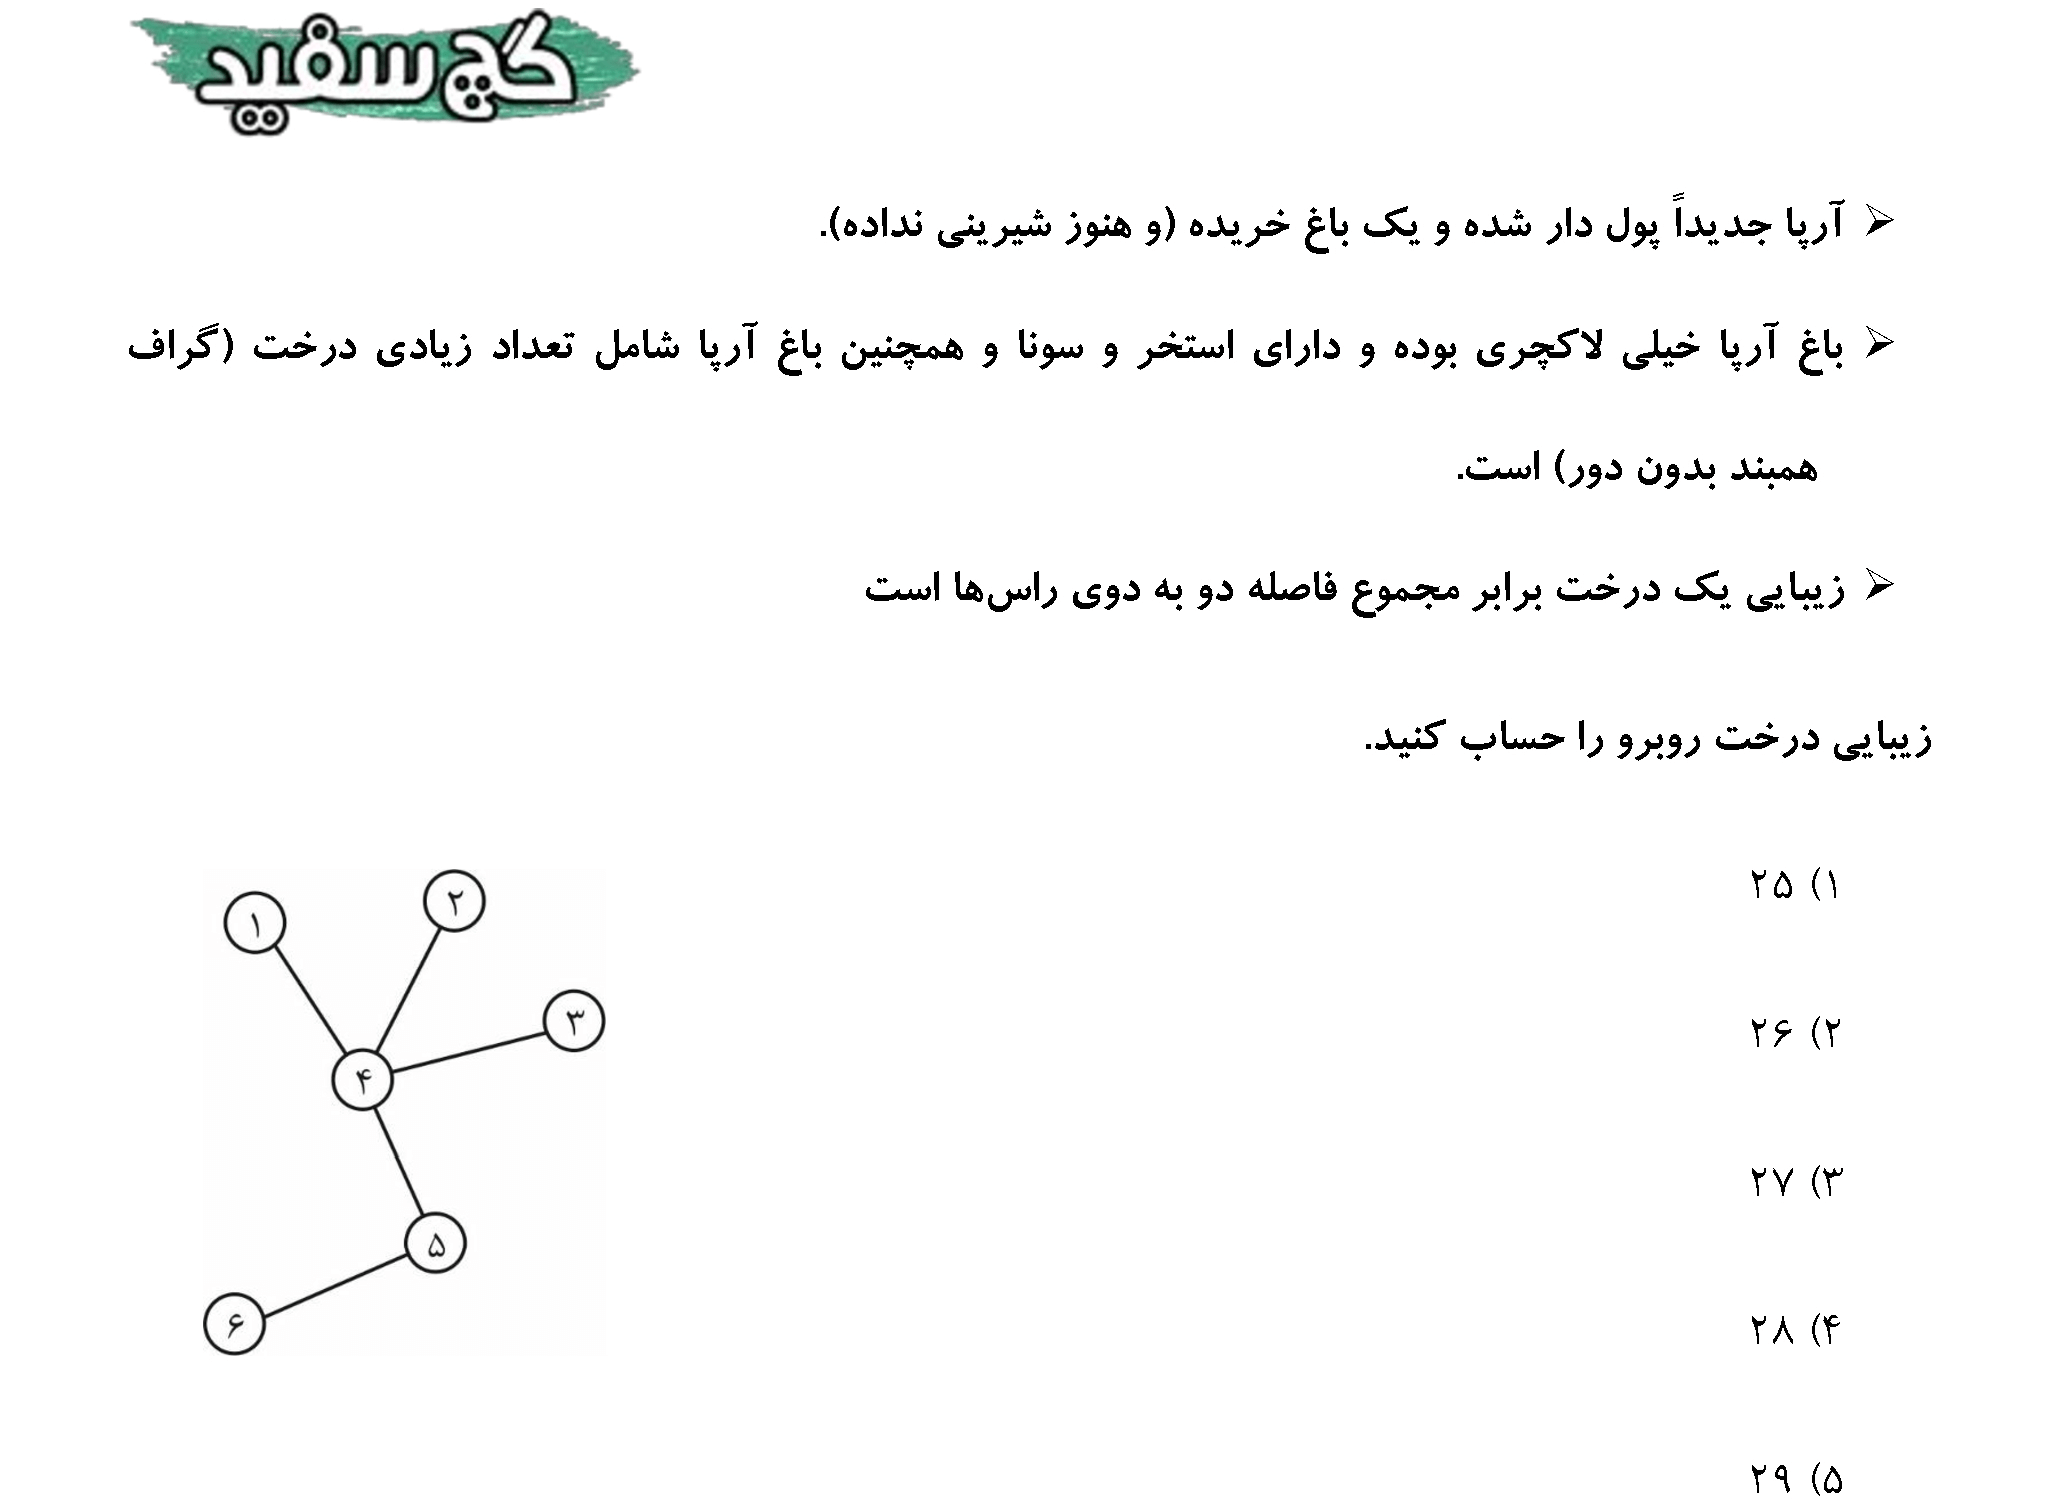 گچ سفید
آرپا جدیداً پول دار شده و یک باغ خریده (و هنوز شیرینی نداده).
باغ آرپا خیلی لاکچری بوده و دارای استخر و سونا و همچنین باغ آرپا شامل تعداد زیادی درخت (گراف
همبند بدون دور) است.
زیبایی یک درخت برابر مجموع فاصله دو به دوی راس‌ها است
زیبایی درخت روبرو را حساب کنید.
۱) ۲۵
۲) ۲۶
۳) ۲۷
۴) ۲۸
۵) ۲۹
۱
۲
۳
۴
۵
۶